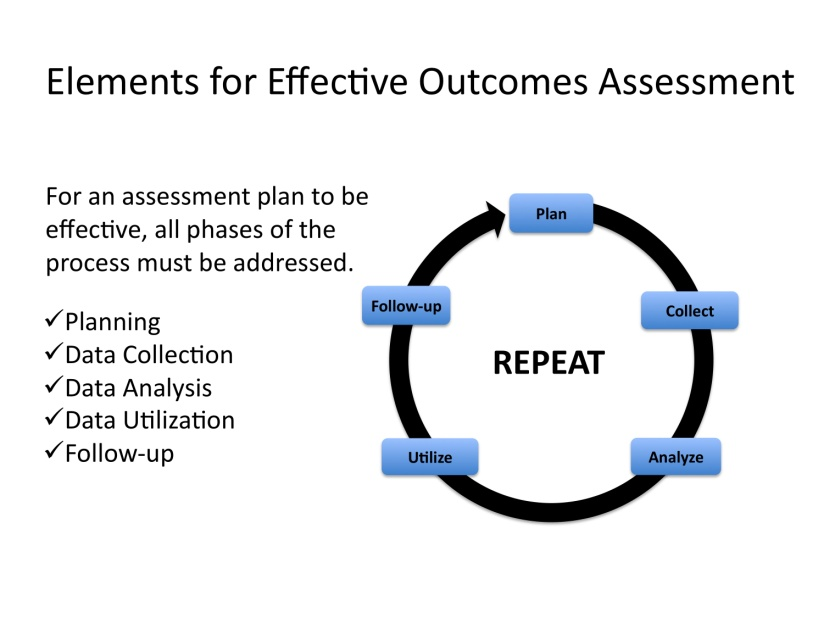 Elements for Effective Outcomes Assessment
For an assessment plan to be
effective, all phases of the
process must be addressed.
✓Planning
✓Data Collection
✓Data Analysis
✓Data Utilization
✓Follow-up
Plan
Collect
Analyze
Utilize
Follow-up
REPEAT